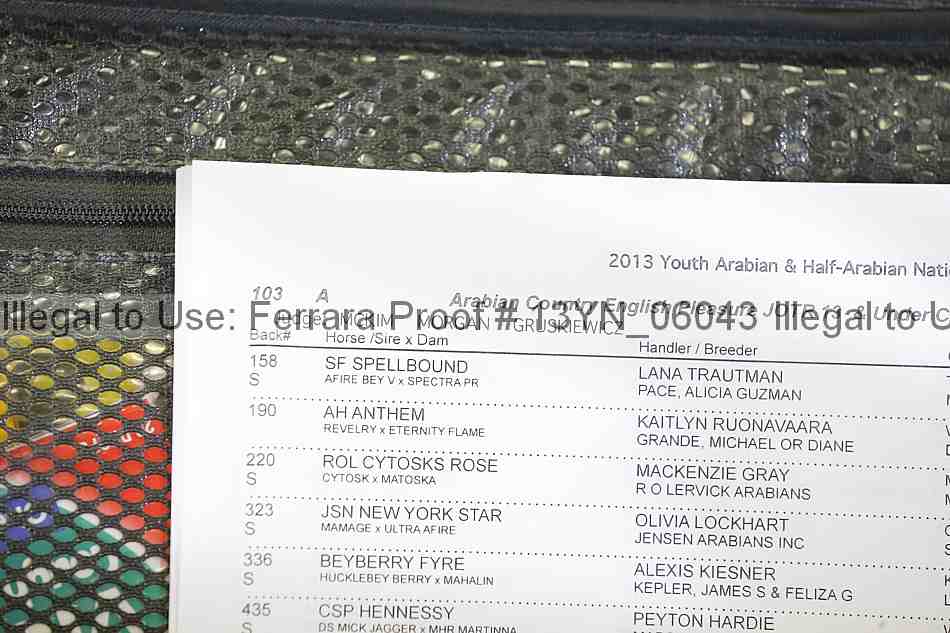 2013 Youth Arabian & Half-Arabian Nati
103 A Arabian Country English Pleasure JOTR 13 & Under C
MORGAN GRUSKIEWICZ
Illegal to Use: Ferrara Proof # 13YN_06043 Illegal to U
Back# Horse /Sire x Dam Handler / Breeder
158 SF SPELLBOUND LANA TRAUTMAN
S AFIRE BEY V x SPECTRA PR PACE, ALICIA GUZMAN
190 AH ANTHEM KAITLYN RUONAVAARA
REVELRY x ETERNITY FLAME GRANDE, MICHAEL OR DIANE
220 ROL CYTOSKS ROSE MACKENZIE GRAY
S CYTOSK x MATOSKA R O LERVICK ARABIANS
323 JSN NEW YORK STAR OLIVIA LOCKHART
S MAMAGE x ULTRA AFIRE JENSEN ARABIANS INC
336 BEYBERRY FYRE ALEXIS KIESNER
S HUCKLEBEY BERRY x MAHALIN KEPLER, JAMES S & FELIZA G
435 CSP HENNESSY PEYTON HARDIE
S DS MICK JAGGER x MHR MARTINNA